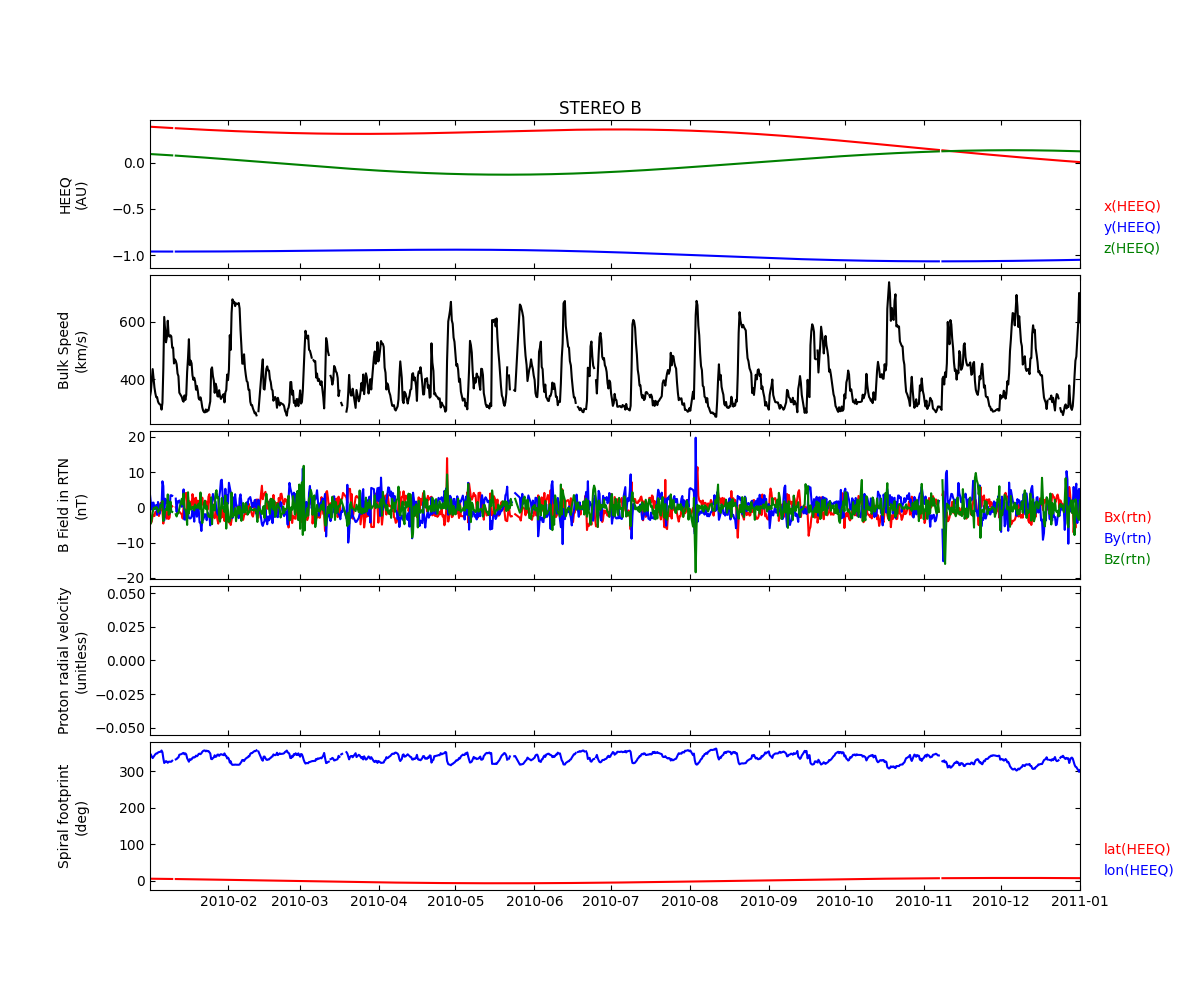 STEREO B
HEEQ
(AU)
0.0
−0.5
−1.0
x(HEEQ)
y(HEEQ)
z(HEEQ)
Bulk Speed
(km/s)
600
400
B Field in RTN
(nT)
20
10
0
−10
−20
Bx(rtn)
By(rtn)
Bz(rtn)
Proton radial velocity
(unitless)
0.050
0.025
0.000
−0.025
−0.050
Spiral footprint
(deg)
300
200
100
0
lat(HEEQ)
lon(HEEQ)
2010-02 2010-03 2010-04 2010-05 2010-06 2010-07 2010-08 2010-09 2010-10 2010-11 2010-12 2011-01